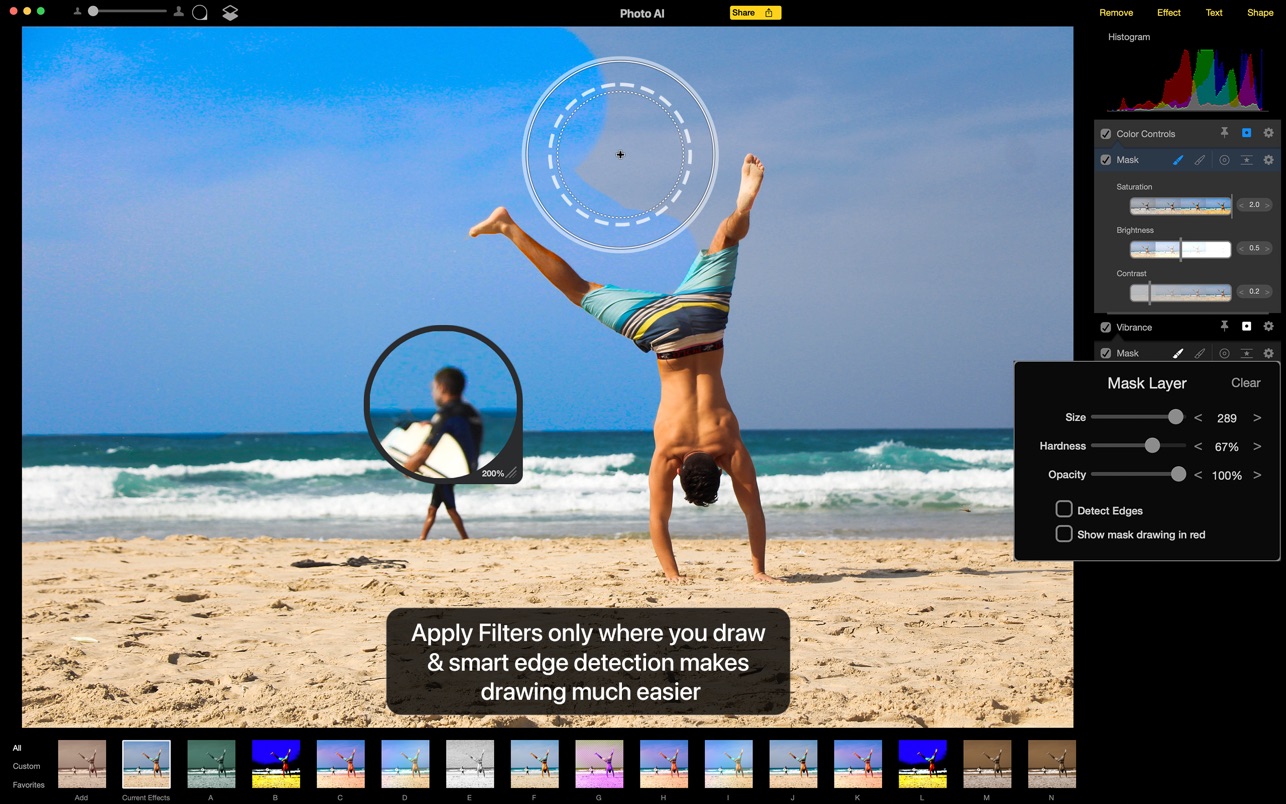 Photo AI
Share
Remove Effect Text Shape
Histogram
Color Controls
Mask
Saturation
2.0
Brightness
0.5
Contrast
0.2
Vibrance
Mask
Mask Layer Clear
Size < 289 >
Hardness < 67% >
Opacity < 100% >
Detect Edges
Show mask drawing in red
200%
Apply Filters only where you draw
& smart edge detection makes
drawing much easier
All
Custom
Favorites
Add Current Effects A B C D E F G H I J K L M N